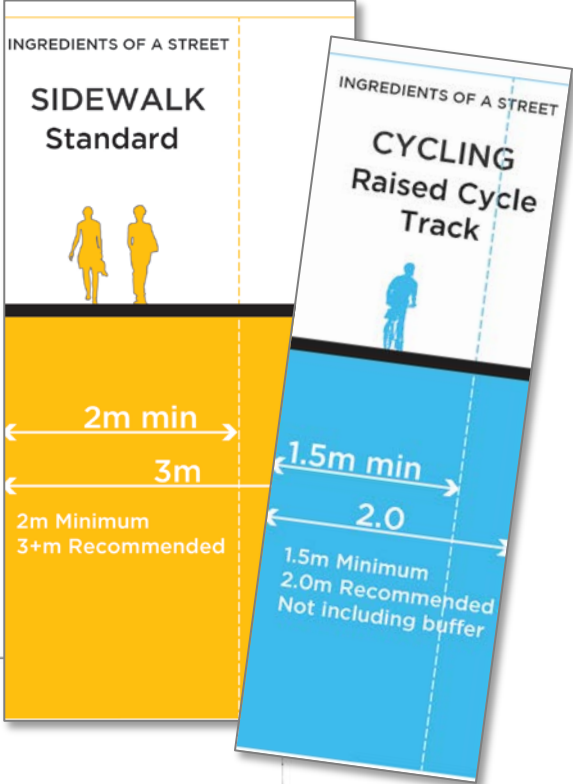 INGREDIENTS OF A STREET
SIDEWALK
Standard
2m min
3m
2m Minimum
3+m Recommended
INGREDIENTS OF A STREET
CYCLING
Raised Cycle
Track
1.5m min
2.0
1.5m Minimum
2.0m Recommended
Not including buffer